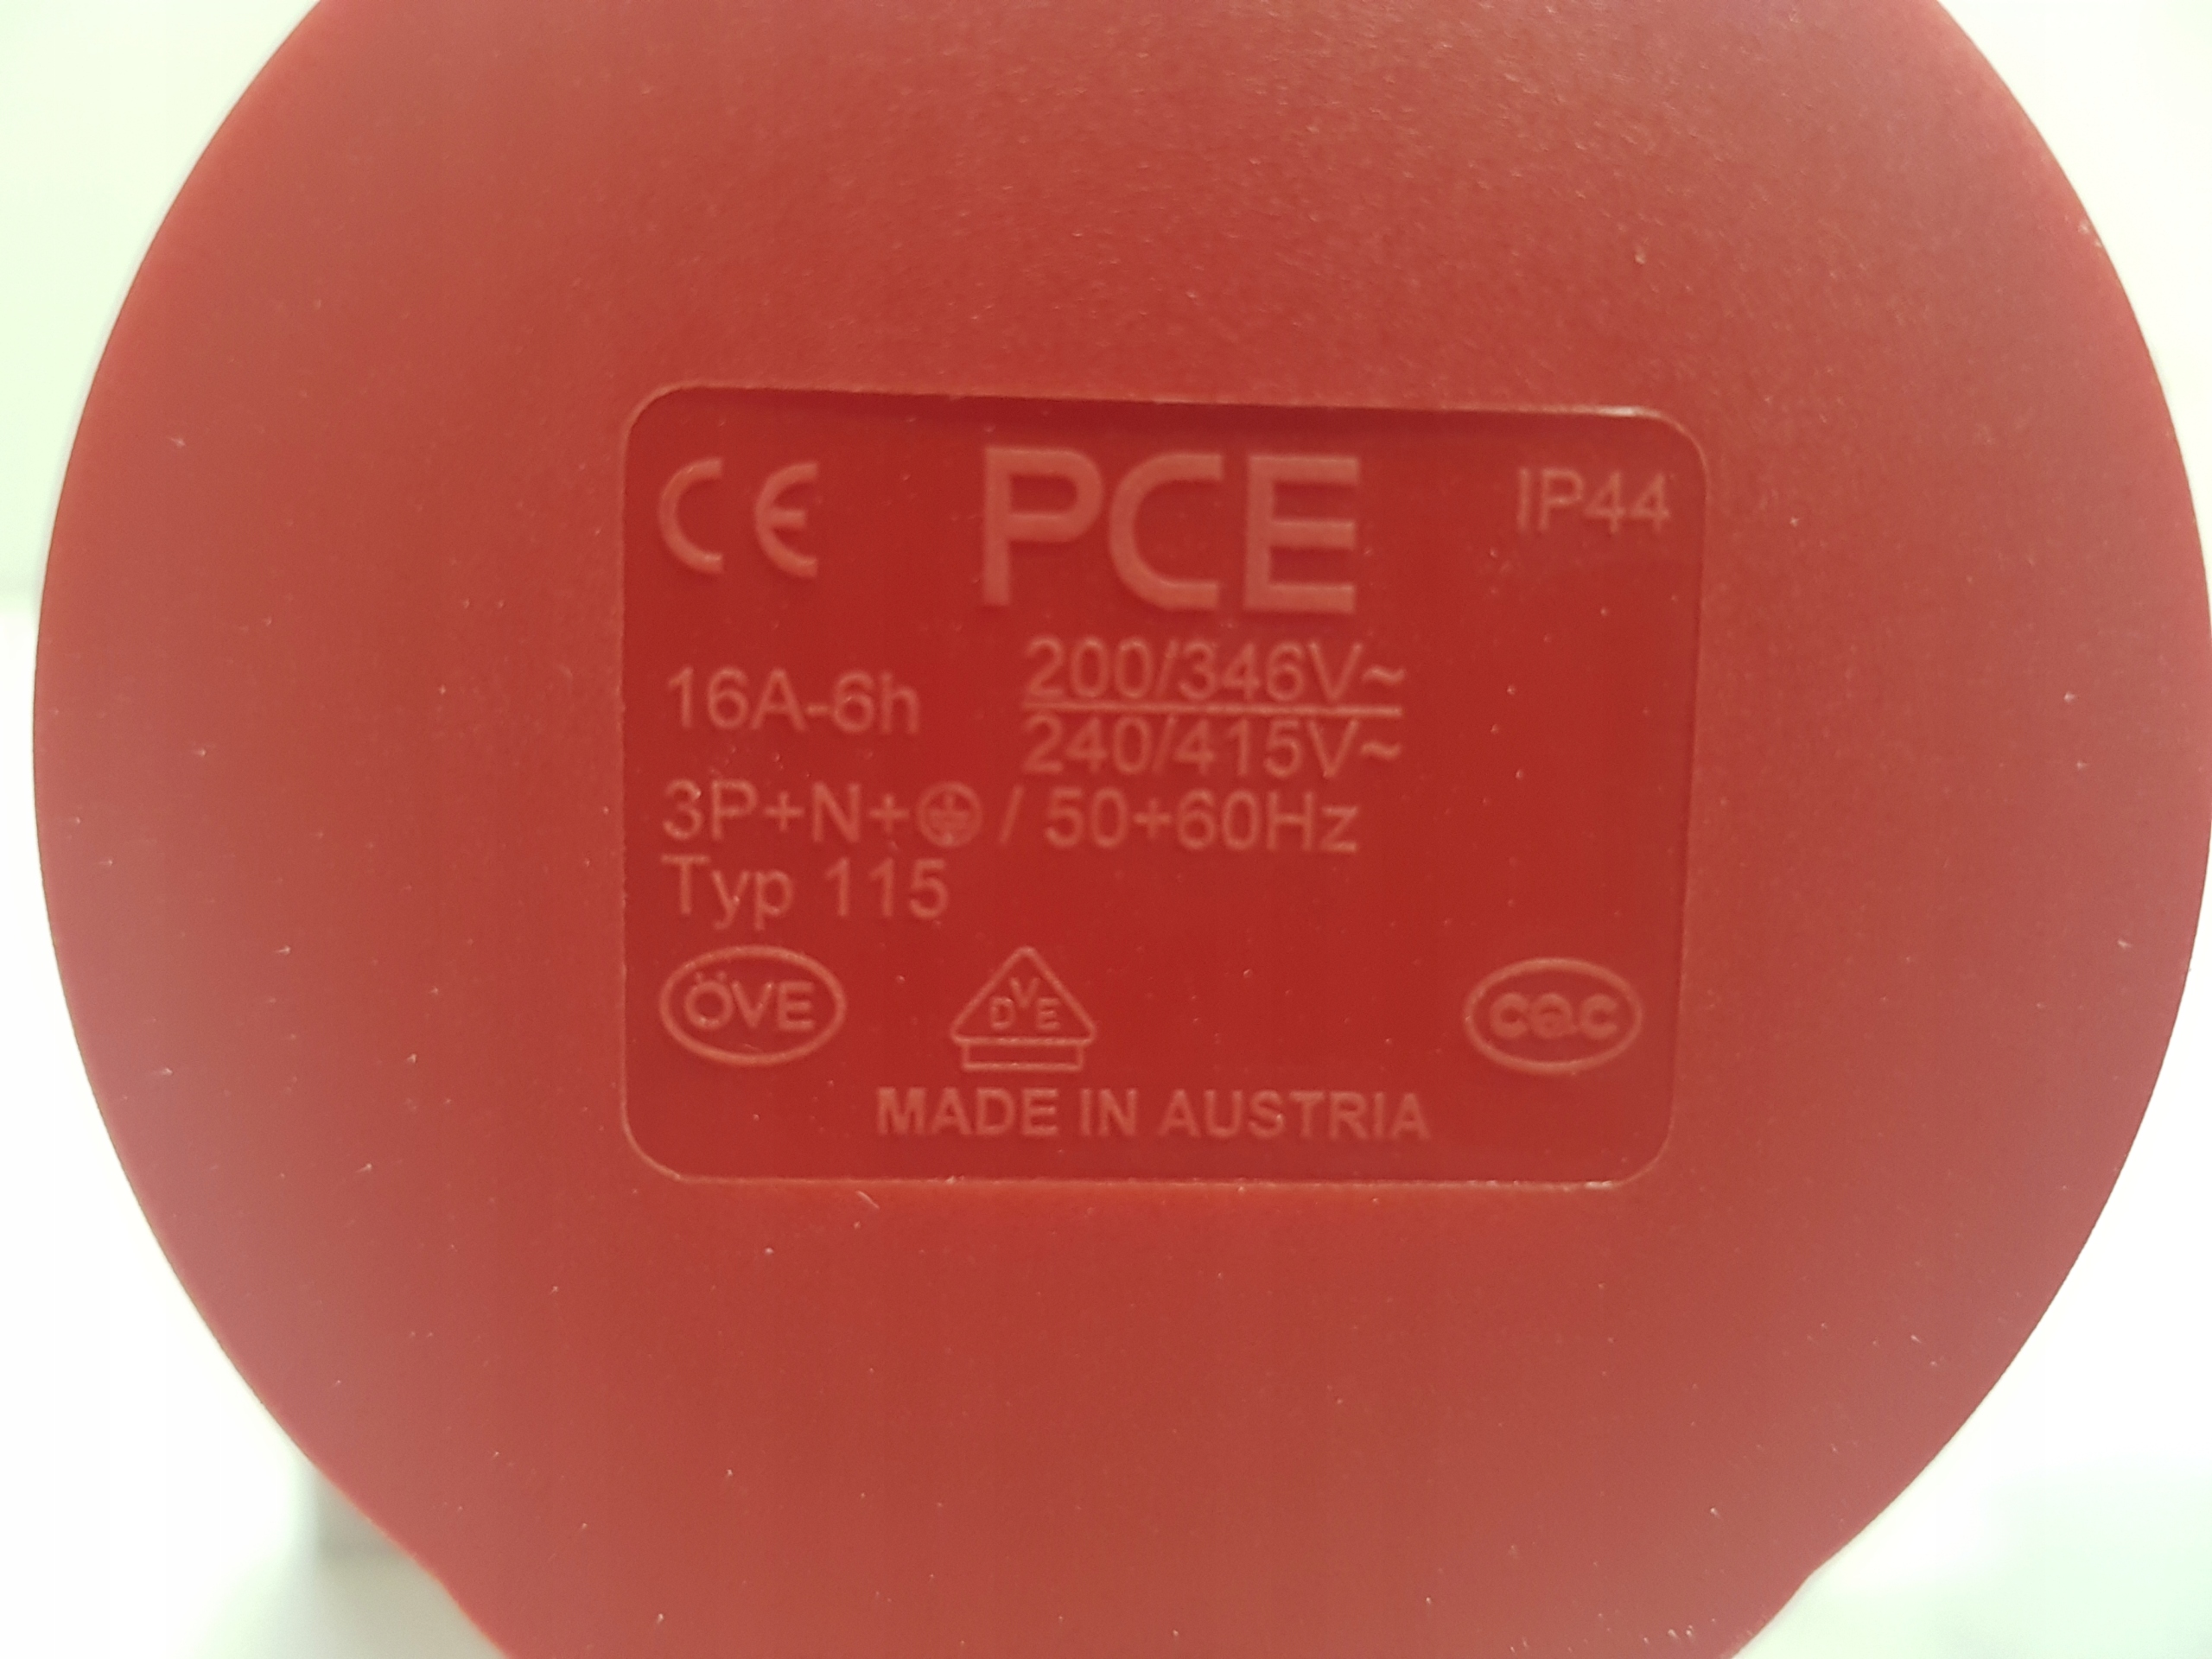 CE PCE IP44
16A-6h 200/346V~
240/415V~
3P+N+⏚ / 50+60Hz
Typ 115
ÖVE DVE CQC
MADE IN AUSTRIA